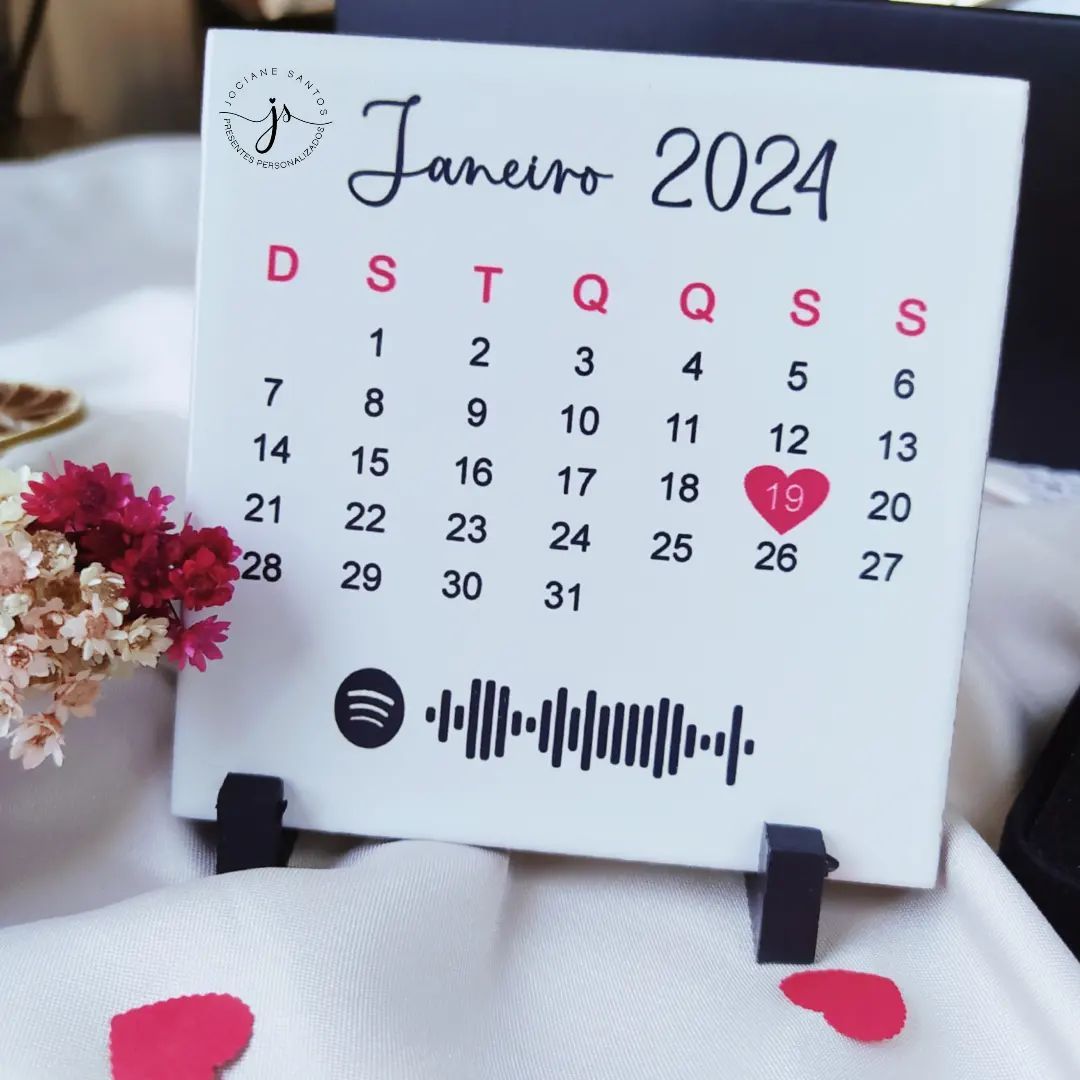 JOCIANE SANTOS
js
PRESENTES PERSONALIZADOS
Janeiro 2024
D S T Q Q S S
1 2 3 4 5 6
7 8 9 10 11 12 13
14 15 16 17 18 19 20
21 22 23 24 25 26 27
28 29 30 31